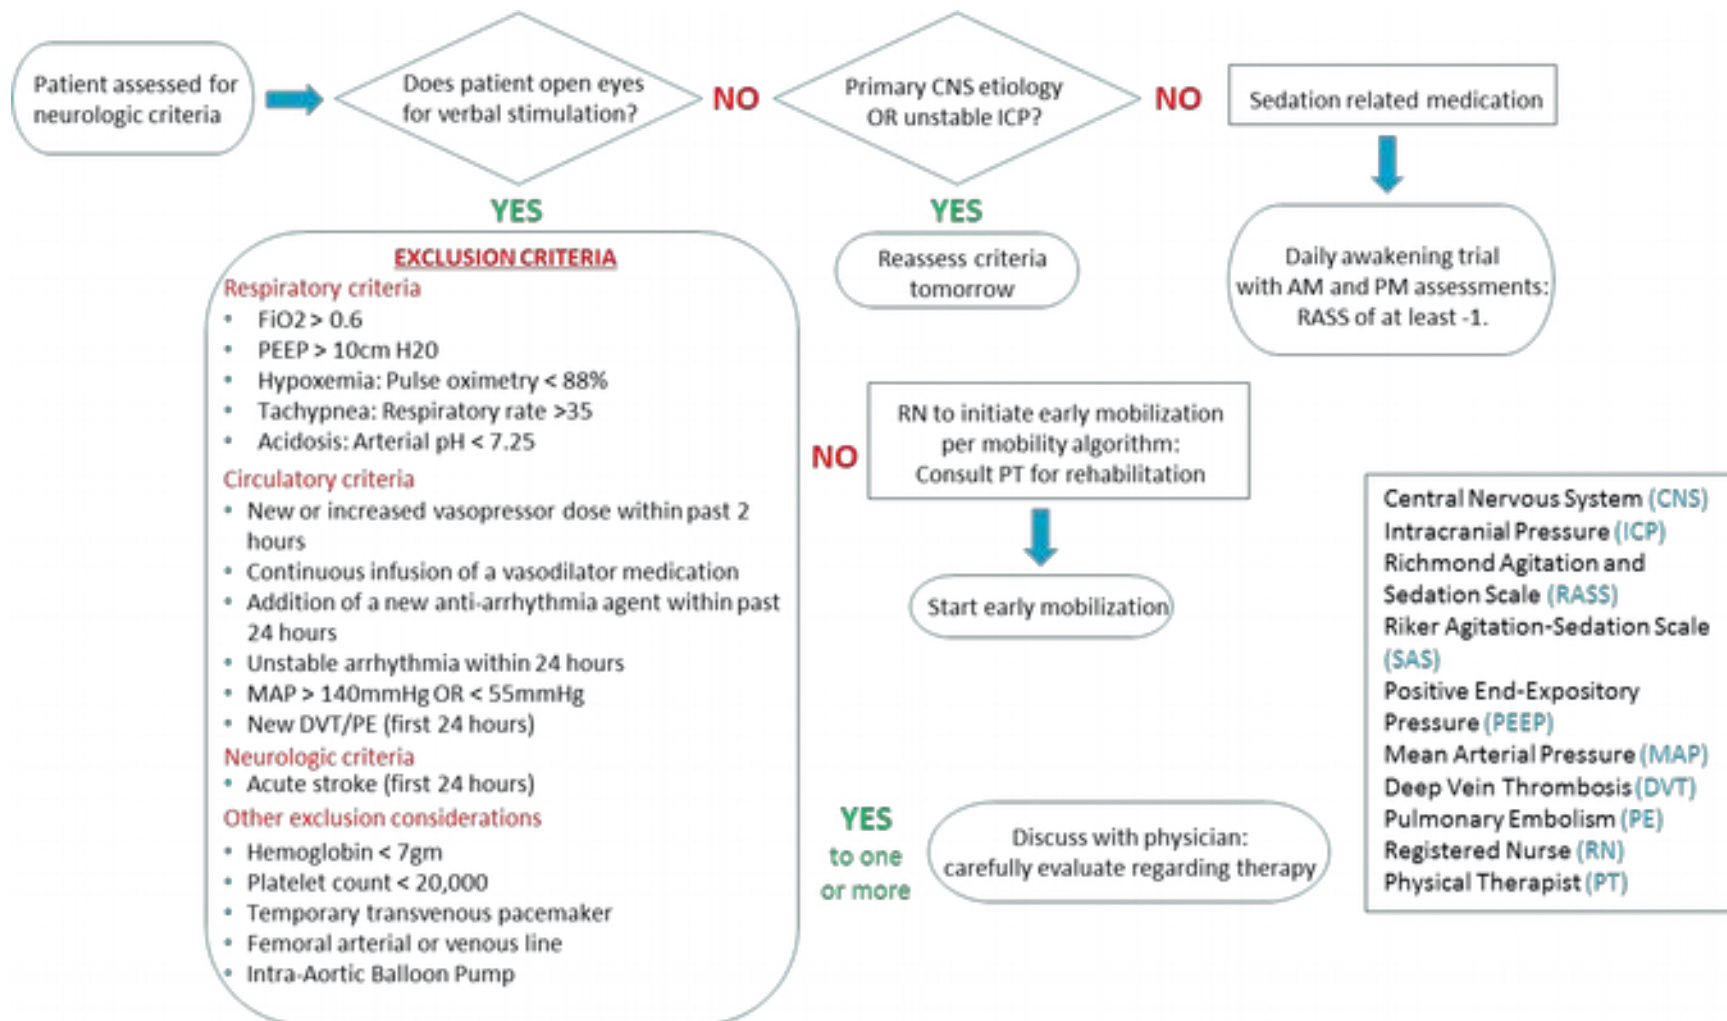 Patient assessed for
neurologic criteria
Does patient open eyes
for verbal stimulation?
NO
Primary CNS etiology
OR unstable ICP?
NO
Sedation related medication
YES
YES
Reassess criteria
tomorrow
Daily awakening trial
with AM and PM assessments:
RASS of at least -1.
EXCLUSION CRITERIA
Respiratory criteria
• FiO2 > 0.6
• PEEP > 10cm H20
• Hypoxemia: Pulse oximetry < 88%
• Tachypnea: Respiratory rate >35
• Acidosis: Arterial pH < 7.25
Circulatory criteria
• New or increased vasopressor dose within past 2
hours
• Continuous infusion of a vasodilator medication
• Addition of a new anti-arrhythmia agent within past
24 hours
• Unstable arrhythmia within 24 hours
• MAP > 140mmHg OR < 55mmHg
• New DVT/PE (first 24 hours)
Neurologic criteria
• Acute stroke (first 24 hours)
Other exclusion considerations
• Hemoglobin < 7gm
• Platelet count < 20,000
• Temporary transvenous pacemaker
• Femoral arterial or venous line
• Intra-Aortic Balloon Pump
NO
RN to initiate early mobilization
per mobility algorithm:
Consult PT for rehabilitation
Start early mobilization
YES
to one
or more
Discuss with physician:
carefully evaluate regarding therapy
Central Nervous System (CNS)
Intracranial Pressure (ICP)
Richmond Agitation and
Sedation Scale (RASS)
Riker Agitation-Sedation Scale
(SAS)
Positive End-Expository
Pressure (PEEP)
Mean Arterial Pressure (MAP)
Deep Vein Thrombosis (DVT)
Pulmonary Embolism (PE)
Registered Nurse (RN)
Physical Therapist (PT)